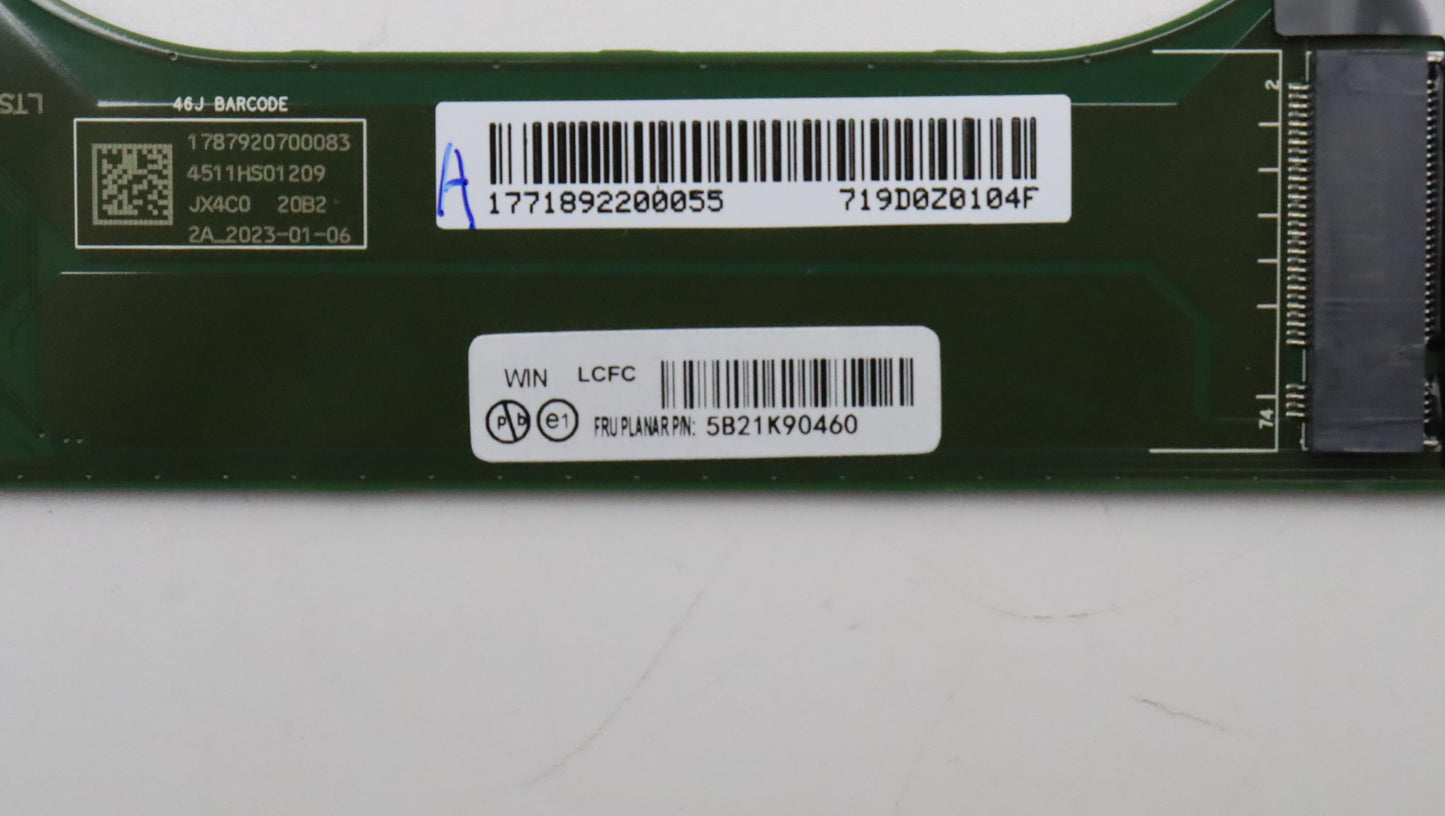 LTS
46J BARCODE
1787920700083
4511HS01209
JX4C0 20B2
2A_2023-01-06
A
1771892200055 719D0Z0104F
2
74
WIN LCFC
Pb e1 FRU PLANAR P/N: 5B21K90460